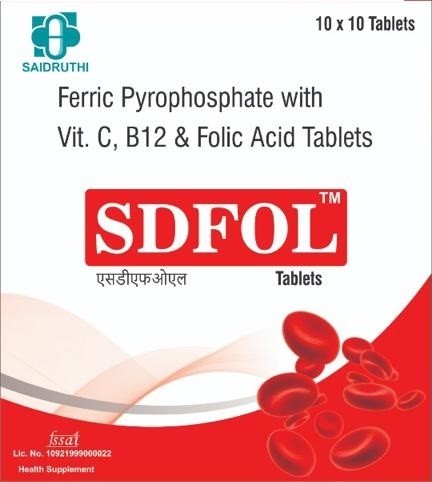 10 x 10 Tablets
SAIDRUTHI
Ferric Pyrophosphate with
Vit. C, B12 & Folic Acid Tablets
SDFOL™
एसडीएफओएल Tablets
fssai
Lic. No. 10921999000022
Health Supplement